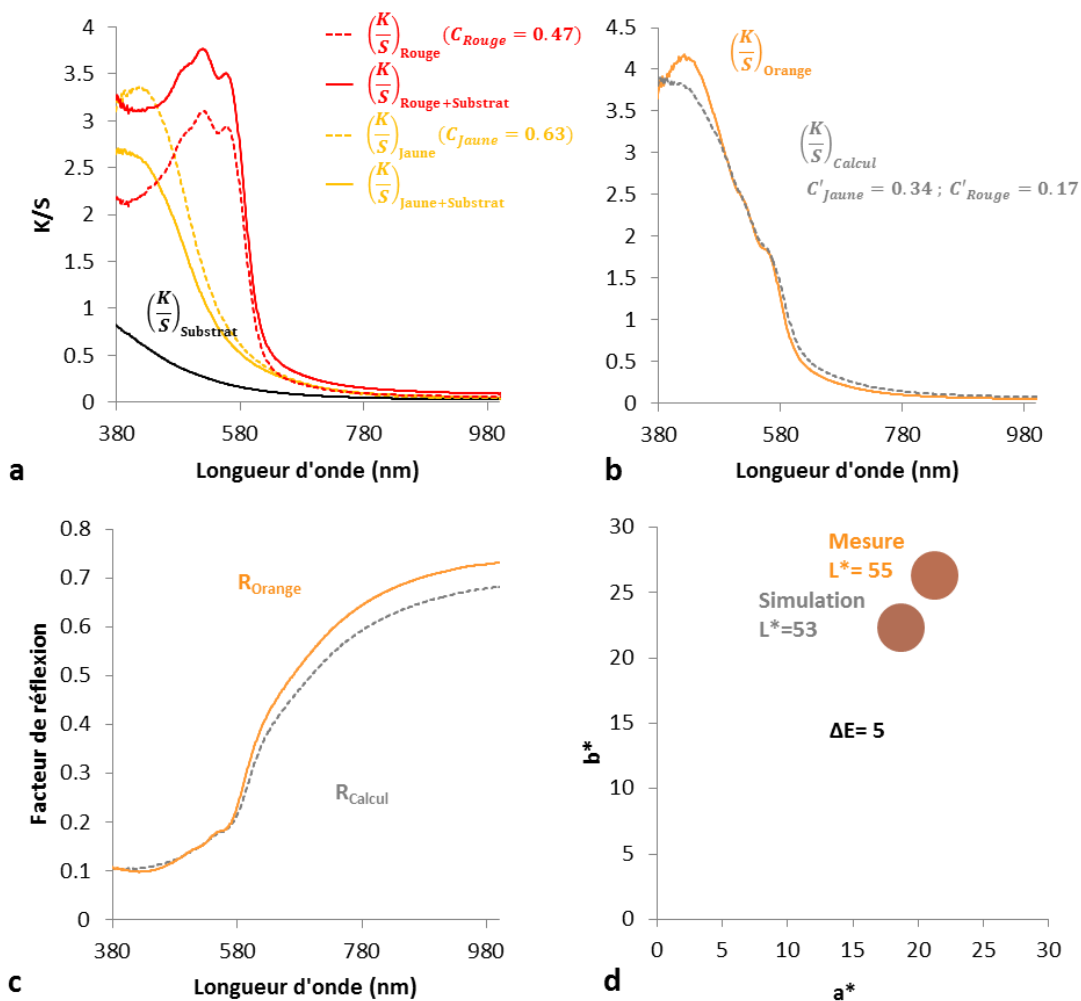 4
3.5
3
2.5
2
1.5
1
0.5
0
380
580
780
980
K/S
Longueur d'onde (nm)
(K/S)Rouge (CRouge = 0.47)
(K/S)Rouge+Substrat
(K/S)Jaune (CJaune = 0.63)
(K/S)Jaune+Substrat
(K/S)Substrat
a
4.5
4
3.5
3
2.5
2
1.5
1
0.5
0
380
580
780
980
Longueur d'onde (nm)
(K/S)Orange
(K/S)Calcul
C'Jaune = 0.34 ; C'Rouge = 0.17
b
0.8
0.7
0.6
0.5
0.4
0.3
0.2
0.1
0
380
580
780
980
Facteur de réflexion
Longueur d'onde (nm)
ROrange
RCalcul
c
30
25
20
15
10
5
0
0
5
10
15
20
25
30
b*
a*
Mesure
L*= 55
Simulation
L*=53
ΔE= 5
d